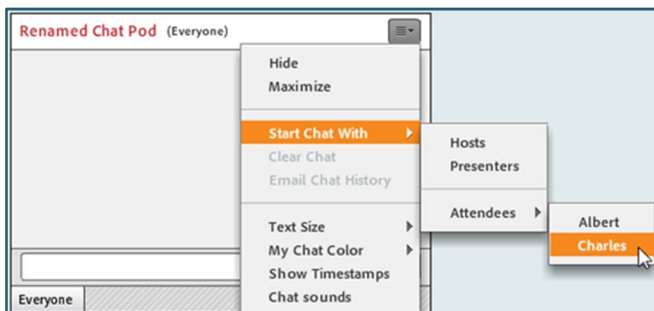 Renamed Chat Pod (Everyone)
Hide
Maximize
Start Chat With
Clear Chat
Email Chat History
Text Size
My Chat Color
Show Timestamps
Chat sounds
Hosts
Presenters
Attendees
Albert
Charles
Everyone